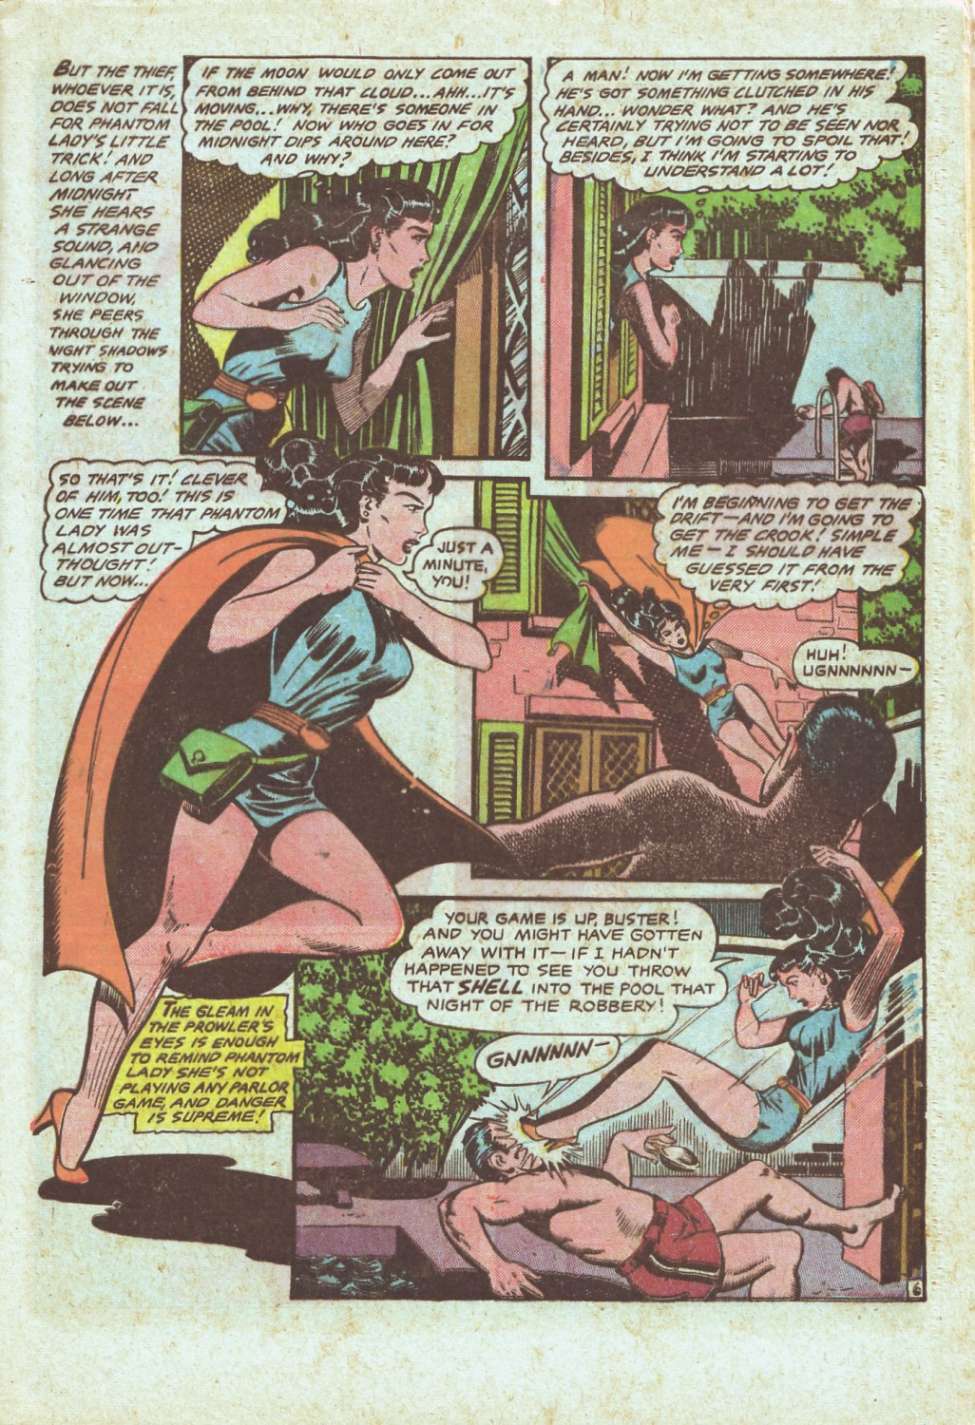 BUT THE THIEF,
WHOEVER IT IS,
DOES NOT FALL
FOR PHANTOM
LADY'S LITTLE
TRICK! AND
LONG AFTER
MIDNIGHT
SHE HEARS
A STRANGE
SOUND, AND
GLANCING
OUT OF THE
WINDOW,
SHE PEERS
THROUGH THE
NIGHT SHADOWS
TRYING TO
MAKE OUT
THE SCENE
BELOW...
IF THE MOON WOULD ONLY COME OUT
FROM BEHIND THAT CLOUD...AHH...IT'S
MOVING...WHY, THERE'S SOMEONE IN
THE POOL! NOW WHO GOES IN FOR
MIDNIGHT DIPS AROUND HERE?
AND WHY?
A MAN! NOW I'M GETTING SOMEWHERE!
HE'S GOT SOMETHING CLUTCHED IN HIS
HAND... WONDER WHAT? AND HE'S
CERTAINLY TRYING NOT TO BE SEEN NOR
HEARD, BUT I'M GOING TO SPOIL THAT!
BESIDES, I THINK I'M STARTING TO
UNDERSTAND A LOT!
SO THAT'S IT! CLEVER
OF HIM, TOO! THIS IS
ONE TIME THAT PHANTOM
LADY WAS
ALMOST OUT-
THOUGHT!
BUT NOW...
JUST A
MINUTE,
YOU!
I'M BEGINNING TO GET THE
DRIFT—AND I'M GOING TO
GET THE CROOK! SIMPLE
ME — I SHOULD HAVE
GUESSED IT FROM THE
VERY FIRST!
HUH!
UGNNNNNN—
THE GLEAM IN
THE PROWLER'S
EYES IS ENOUGH
TO REMIND PHANTOM
LADY SHE'S NOT
PLAYING ANY PARLOR
GAME, AND DANGER
IS SUPREME!
YOUR GAME IS UP, BUSTER!
AND YOU MIGHT HAVE GOTTEN
AWAY WITH IT— IF I HADN'T
HAPPENED TO SEE YOU THROW
THAT SHELL INTO THE POOL THAT
NIGHT OF THE ROBBERY!
GNNNNNN—
6